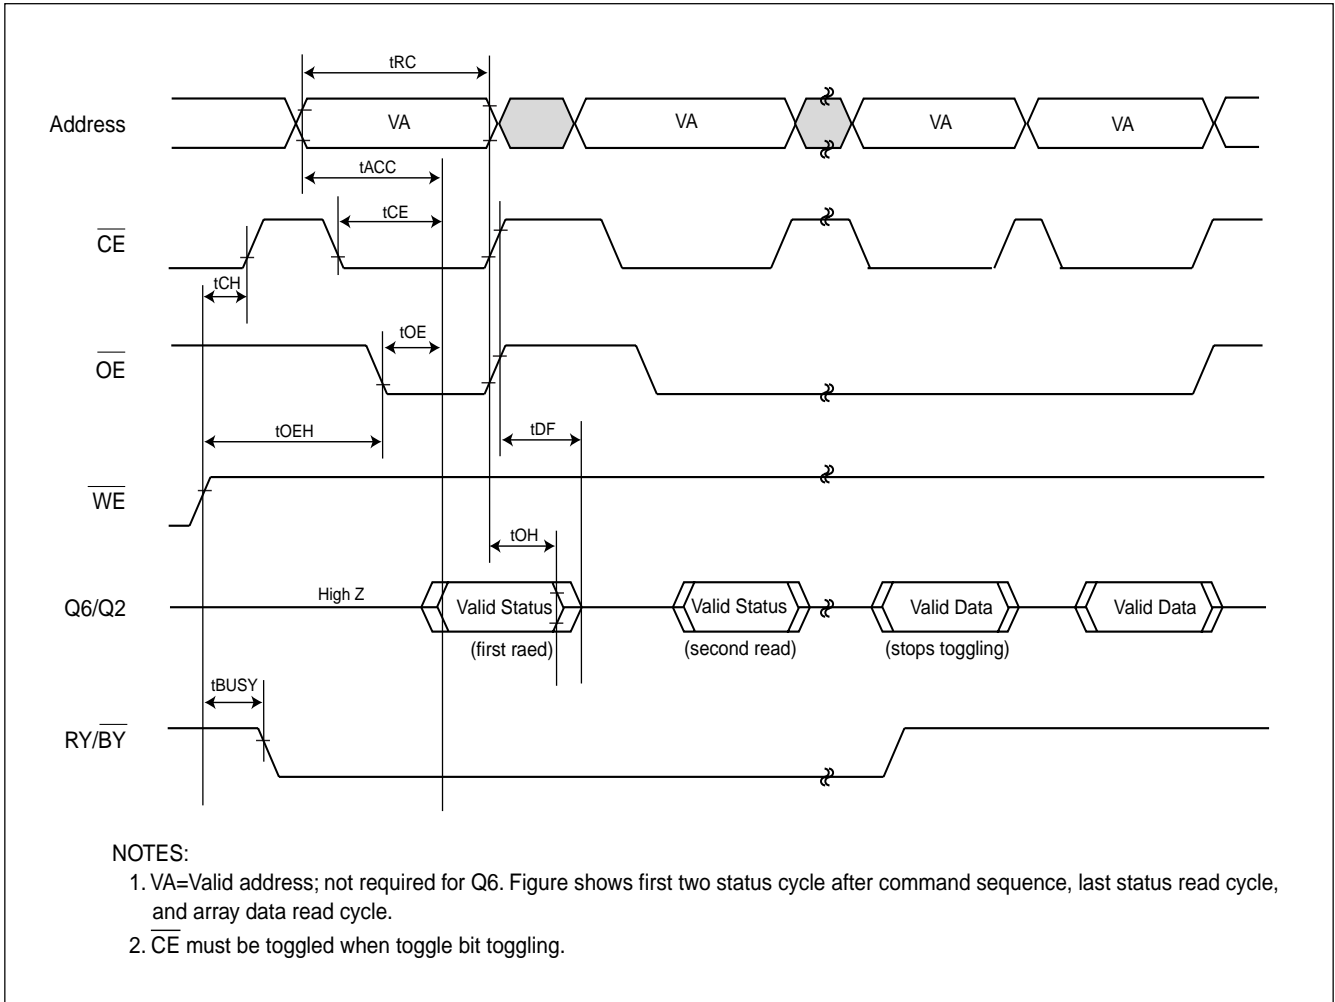 tRC
Address
VA
VA
VA
VA
tACC
tCE
CE
tCH
tOE
OE
tOEH
tDF
WE
tOH
Q6/Q2
High Z
Valid Status
Valid Status
Valid Data
Valid Data
(first raed)
(second read)
(stops toggling)
tBUSY
RY/BY
NOTES:
1. VA=Valid address; not required for Q6. Figure shows first two status cycle after command sequence, last status read cycle,
and array data read cycle.
2. CE must be toggled when toggle bit toggling.